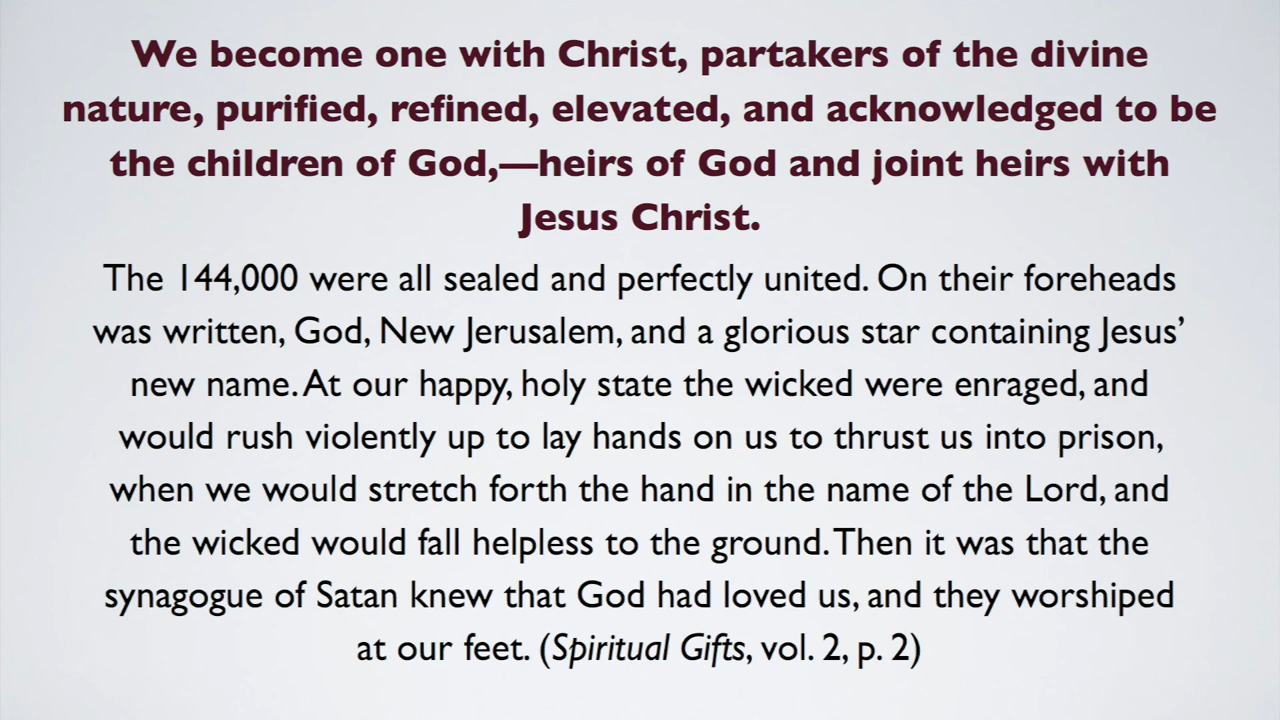 We become one with Christ, partakers of the divine
nature, purified, refined, elevated, and acknowledged to be
the children of God,—heirs of God and joint heirs with
Jesus Christ.
The 144,000 were all sealed and perfectly united. On their foreheads
was written, God, New Jerusalem, and a glorious star containing Jesus’
new name. At our happy, holy state the wicked were enraged, and
would rush violently up to lay hands on us to thrust us into prison,
when we would stretch forth the hand in the name of the Lord, and
the wicked would fall helpless to the ground. Then it was that the
synagogue of Satan knew that God had loved us, and they worshiped
at our feet. (Spiritual Gifts, vol. 2, p. 2)